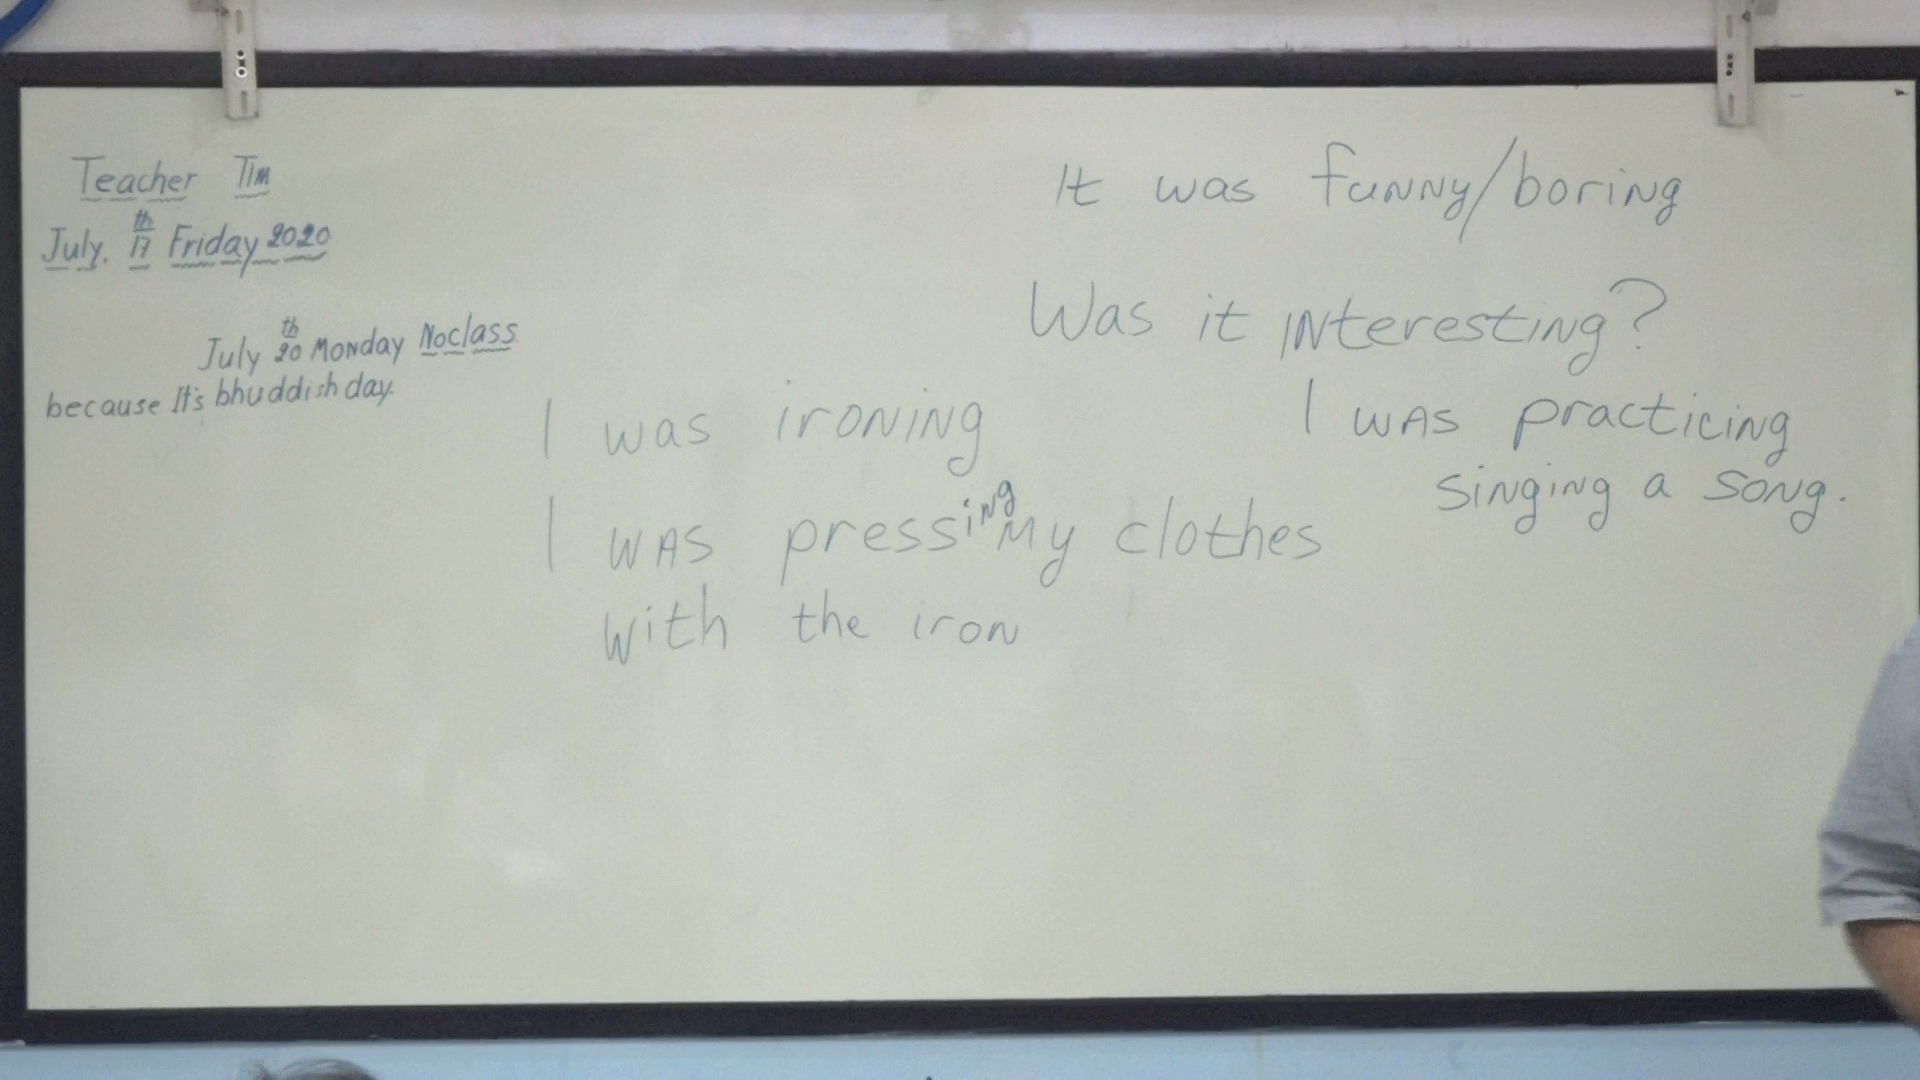 Teacher Tim
July. 17th Friday 2020
July 20th Monday Noclass
because It's bhuddish day.
It was funny/boring
Was it interesting?
I was practicing
singing a song.
I was ironing
I was pressing my clothes
with the iron